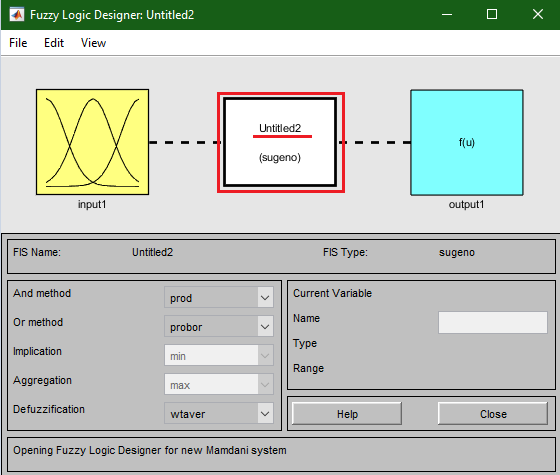 Fuzzy Logic Designer: Untitled2
File Edit View
Untitled2
(sugeno)
f(u)
input1
output1
FIS Name: Untitled2 FIS Type: sugeno
And method prod
Or method probor
Implication min
Aggregation max
Defuzzification wtaver
Current Variable
Name
Type
Range
Help Close
Opening Fuzzy Logic Designer for new Mamdani system